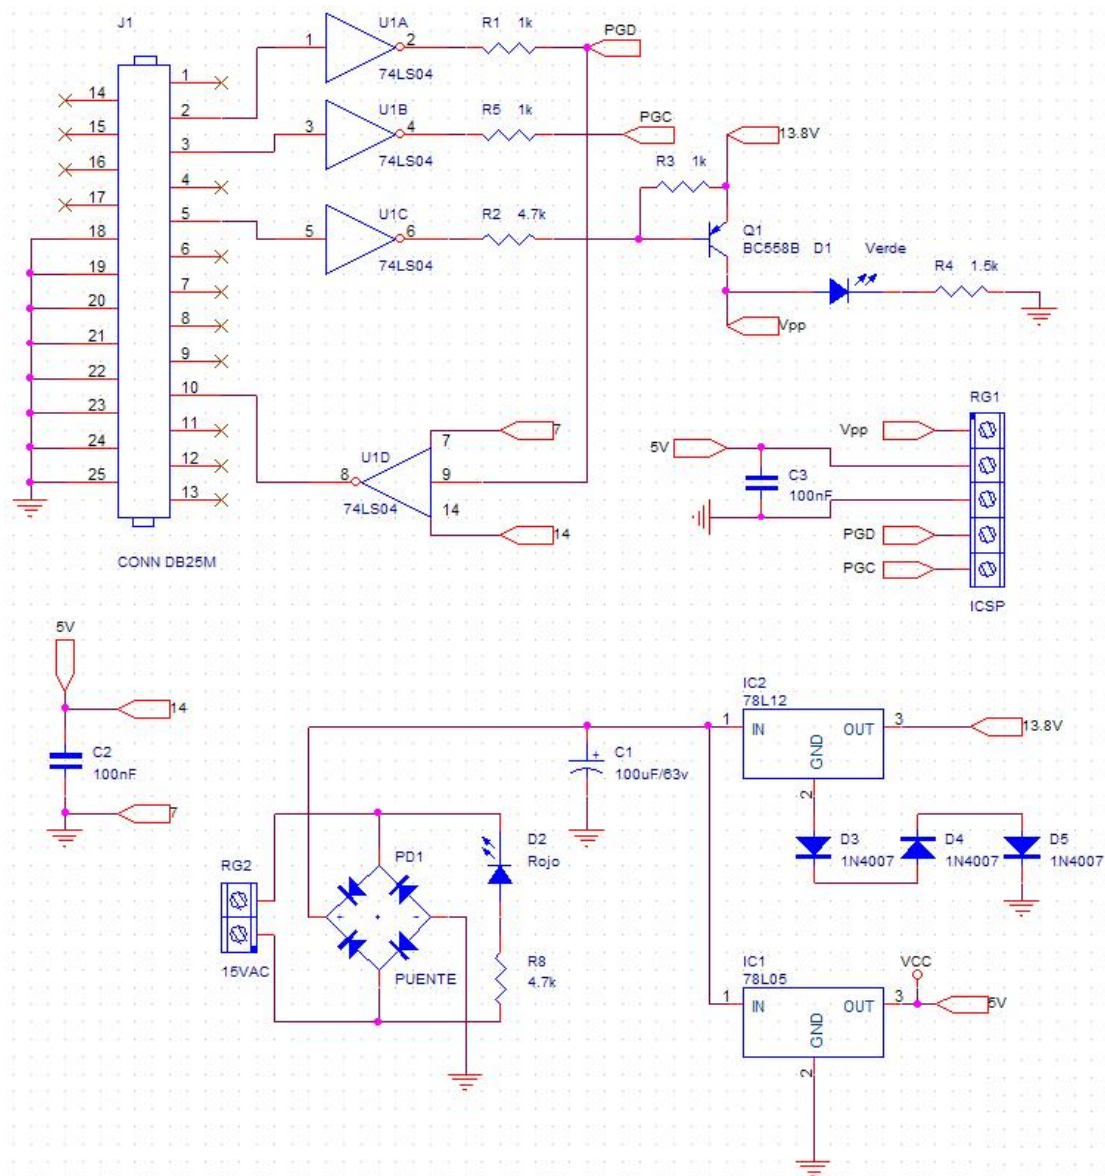 J1
U1A
R1 1k
PGD
1
2
74LS04
1
14
2
U1B
R5 1k
PGC
15
3
3
4
13.8V
74LS04
R3 1k
16
4
17
5
U1C
R2 4.7k
18
5
6
Q1
BC558B
D1
Verde
6
74LS04
R4 1.5k
19
7
20
8
Vpp
21
9
22
10
RG1
23
11
7
7
Vpp
24
12
U1D
5V
25
13
8
9
C3
100nF
74LS04
14
14
PGD
CONN DB25M
PGC
ICSP
5V
IC2
78L12
14
1
IN
OUT
3
13.8V
GND
C2
100nF
C1
+
100uF/63v
2
7
D2
Rojo
D3
1N4007
D4
1N4007
D5
1N4007
RG2
PD1
+
+
-
15VAC
PUENTE
R8
4.7k
IC1
78L05
VCC
1
IN
OUT
3
5V
GND
2